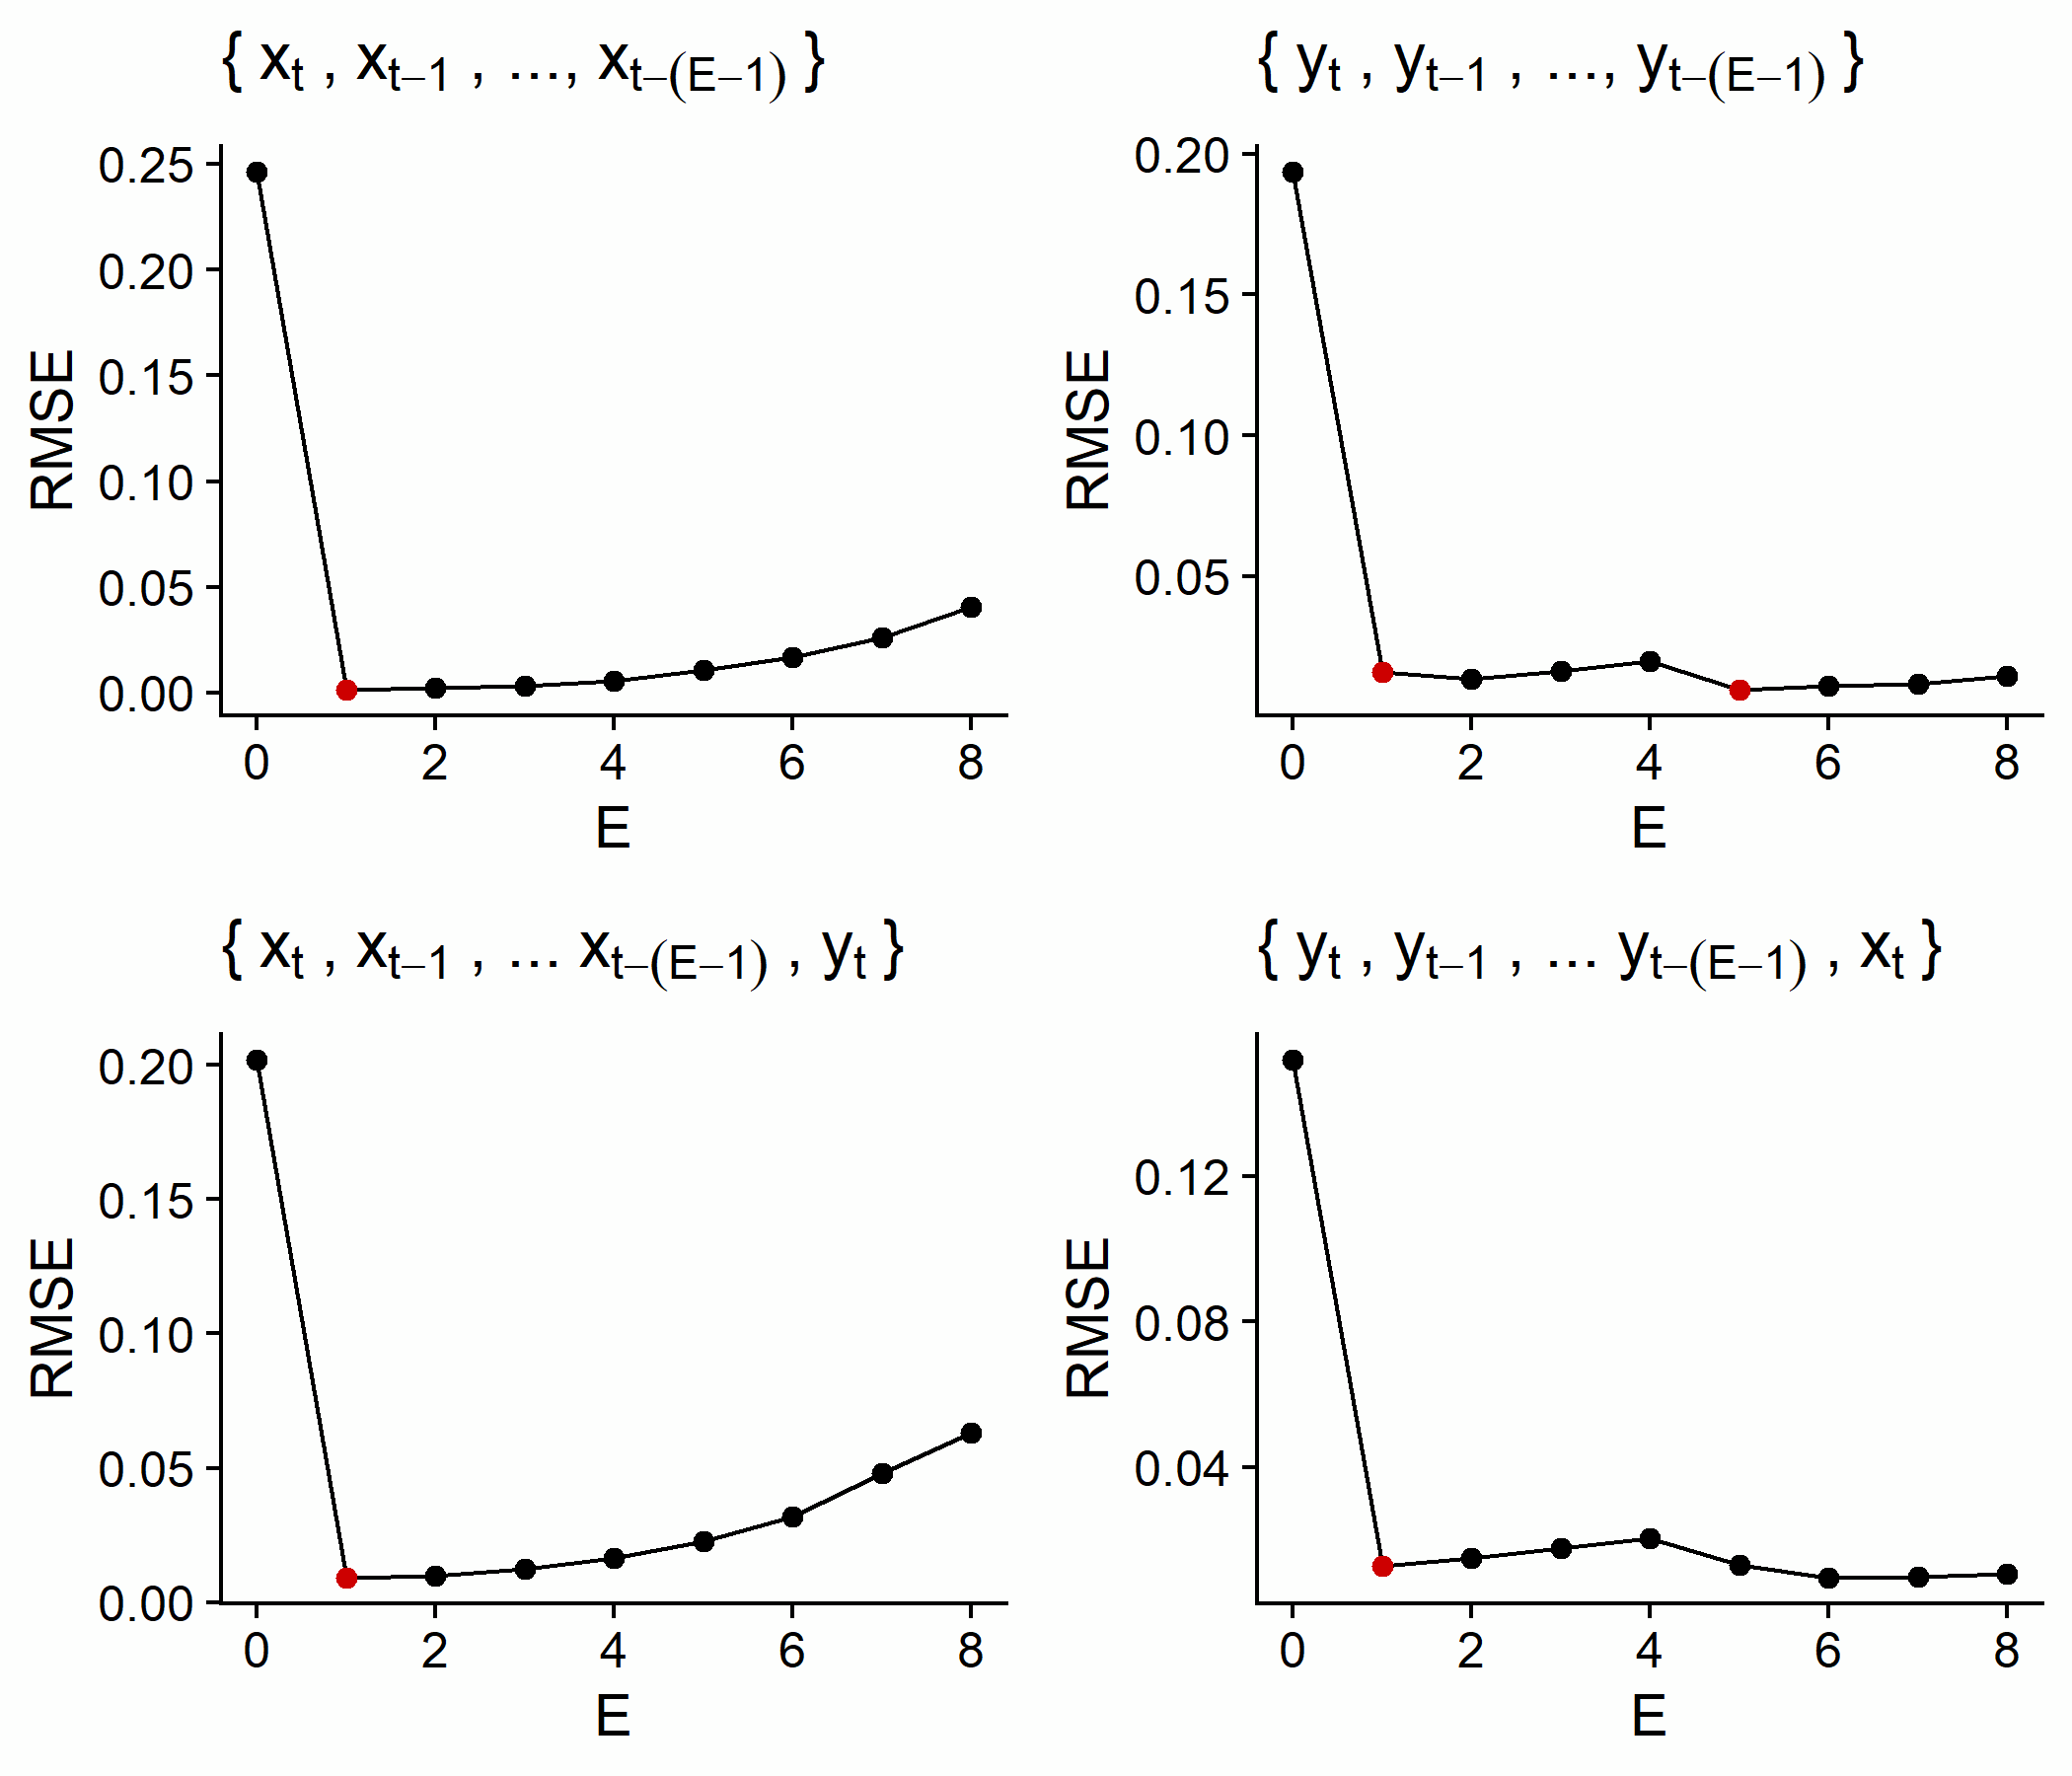 { xt , xt−1 , ..., xt−(E−1) }
0.25
0.20
0.15
0.10
0.05
0.00
RMSE
0 2 4 6 8
E
{ yt , yt−1 , ..., yt−(E−1) }
0.20
0.15
0.10
0.05
RMSE
0 2 4 6 8
E
{ xt , xt−1 , ... xt−(E−1) , yt }
0.20
0.15
0.10
0.05
0.00
RMSE
0 2 4 6 8
E
{ yt , yt−1 , ... yt−(E−1) , xt }
0.12
0.08
0.04
RMSE
0 2 4 6 8
E